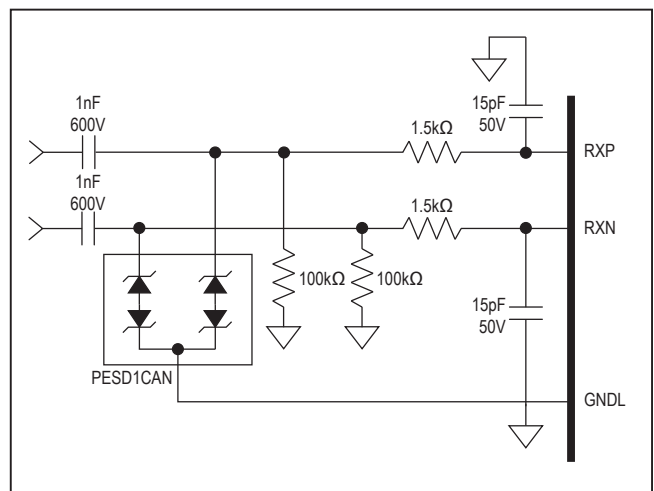 1nF
600V
1nF
600V
1.5kΩ
15pF
50V
RXP
1.5kΩ
RXN
100kΩ
100kΩ
15pF
50V
PESD1CAN
GNDL